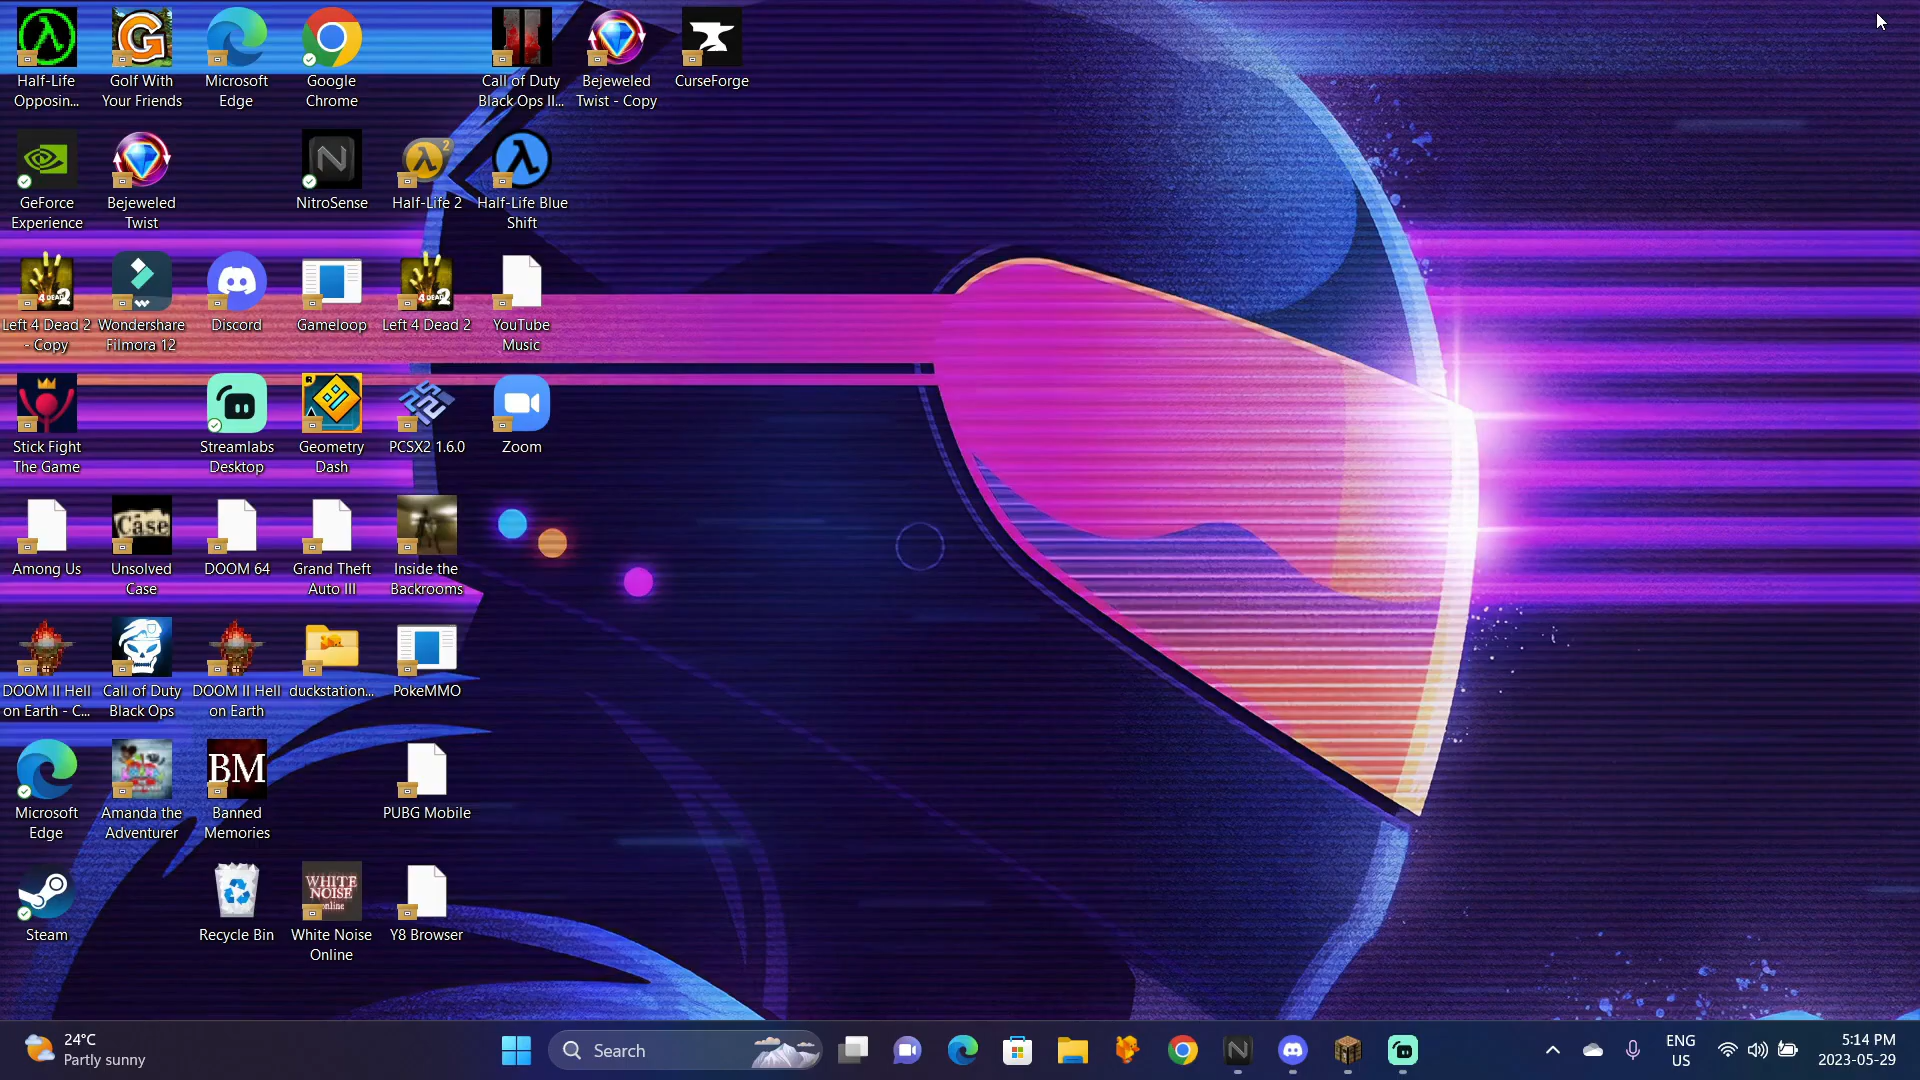 Half-Life
Opposin...
Golf With
Your Friends
Microsoft
Edge
Google
Chrome
Call of Duty
Black Ops II...
Bejeweled
Twist - Copy
CurseForge
GeForce
Experience
Bejeweled
Twist
NitroSense
Half-Life 2
Half-Life Blue
Shift
Left 4 Dead 2
- Copy
Wondershare
Filmora 12
Discord
Gameloop
Left 4 Dead 2
YouTube
Music
Stick Fight
The Game
Streamlabs
Desktop
Geometry
Dash
PCSX2 1.6.0
Zoom
Case
Among Us
Unsolved
Case
DOOM 64
Grand Theft
Auto III
Inside the
Backrooms
DOOM II Hell
on Earth - C...
Call of Duty
Black Ops
DOOM II Hell
on Earth
duckstation...
PokeMMO
BM
Microsoft
Edge
Amanda the
Adventurer
Banned
Memories
PUBG Mobile
WHITE
NOISE
online
Steam
Recycle Bin
White Noise
Online
Y8 Browser
24°C
Partly sunny
Search
ENG
US
5:14 PM
2023-05-29